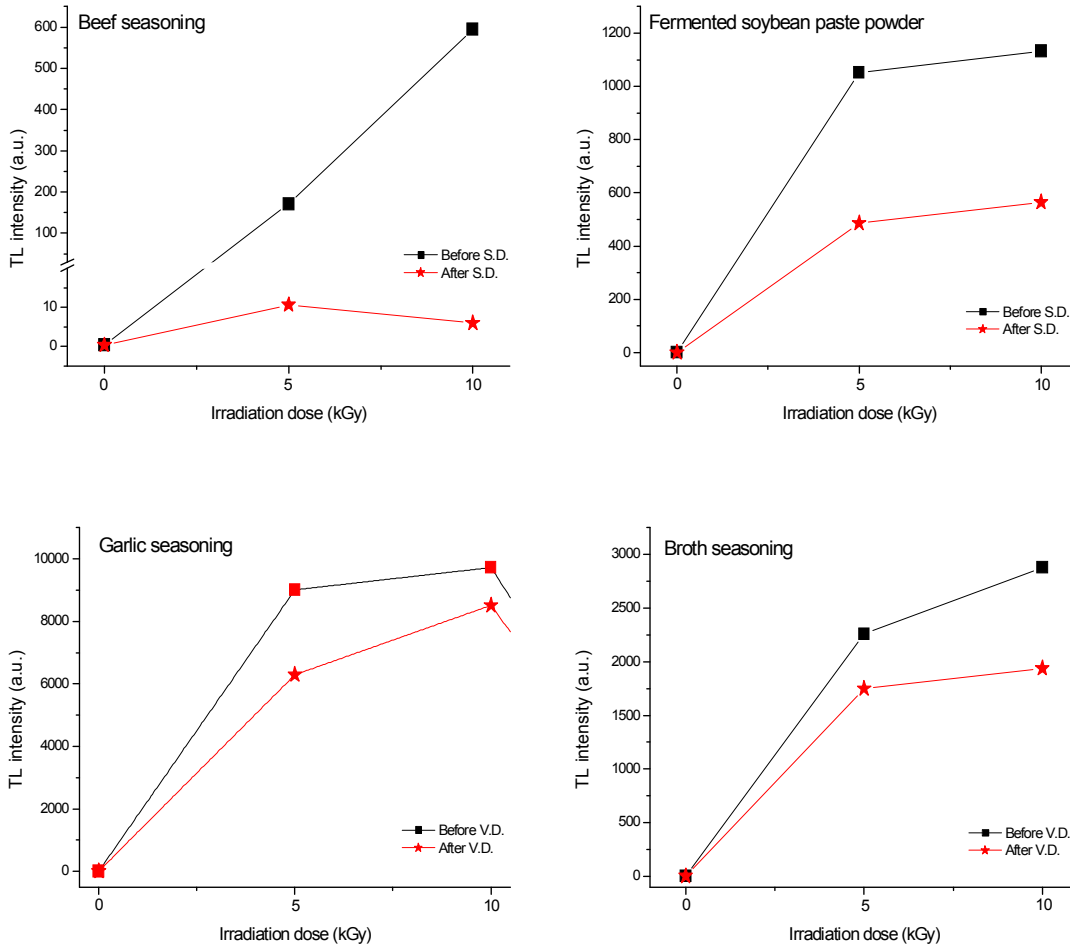 Beef seasoning
TL intensity (a.u.)
600
500
400
300
200
100
10
0
Before S.D.
After S.D.
0 5 10
Irradiation dose (kGy)
Fermented soybean paste powder
TL intensity (a.u.)
1200
1000
800
600
400
200
0
Before S.D.
After S.D.
0 5 10
Irradiation dose (kGy)
Garlic seasoning
TL intensity (a.u.)
10000
8000
6000
4000
2000
0
Before V.D.
After V.D.
0 5 10
Irradiation dose (kGy)
Broth seasoning
TL intensity (a.u.)
3000
2500
2000
1750
1500
1250
1000
750
500
250
0
Before V.D.
After V.D.
0 5 10
Irradiation dose (kGy)